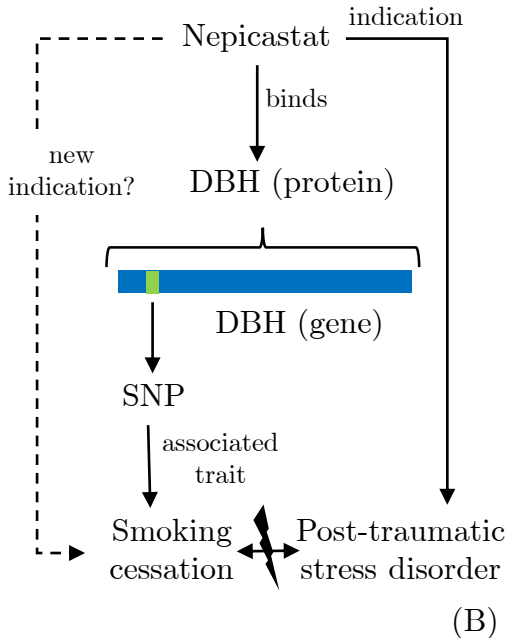 indication
Nepicastat
binds
new
indication?
DBH (protein)
DBH (gene)
SNP
associated
trait
Smoking
cessation
Post-traumatic
stress disorder
(B)